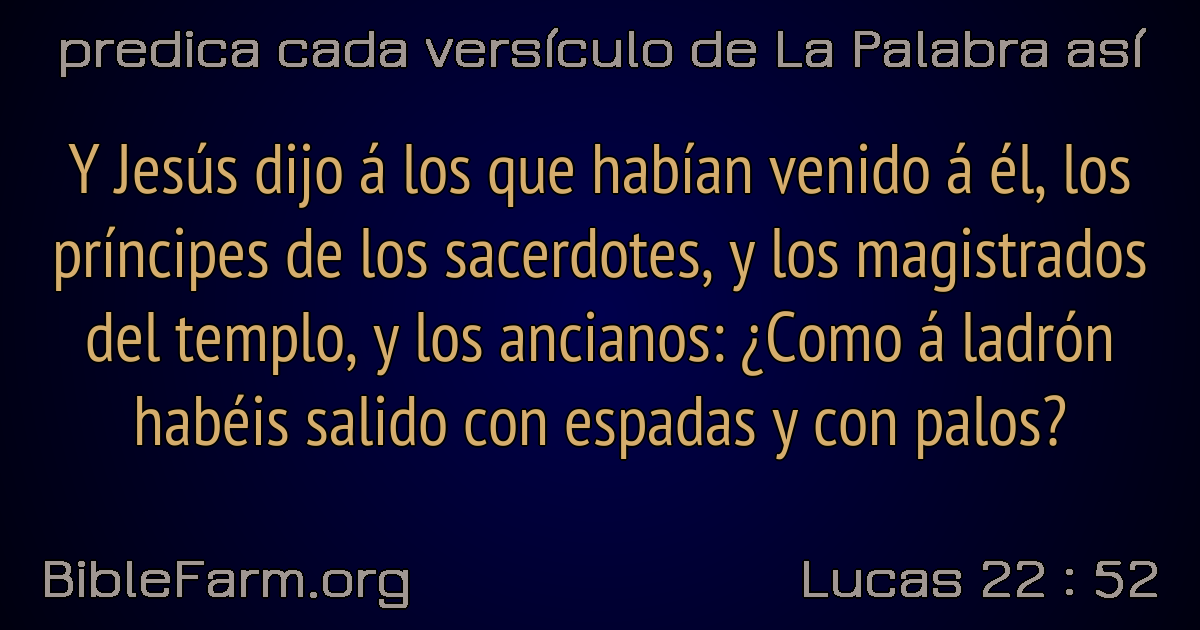 predica cada versículo de La Palabra así
Y Jesús dijo á los que habían venido á él, los
príncipes de los sacerdotes, y los magistrados
del templo, y los ancianos: ¿Como á ladrón
habéis salido con espadas y con palos?
BibleFarm.org
Lucas 22 : 52